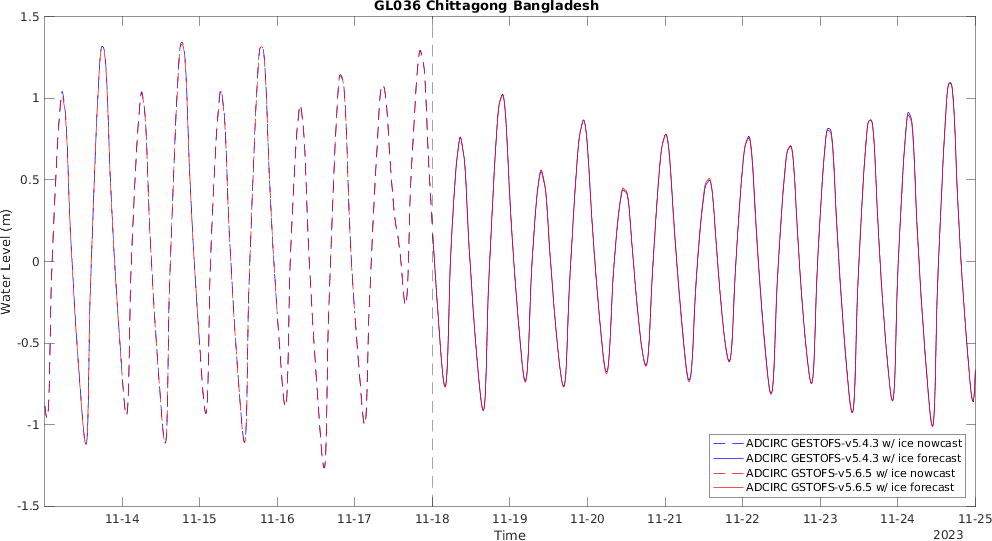 GL036 Chittagong Bangladesh
1.5
1
0.5
0
-0.5
-1
-1.5
Water Level (m)
11-14 11-15 11-16 11-17 11-18 11-19 11-20 11-21 11-22 11-23 11-24 11-25
Time
2023
ADCIRC GESTOFS-v5.4.3 w/ ice nowcast
ADCIRC GESTOFS-v5.4.3 w/ ice forecast
ADCIRC GSTOFS-v5.6.5 w/ ice nowcast
ADCIRC GSTOFS-v5.6.5 w/ ice forecast